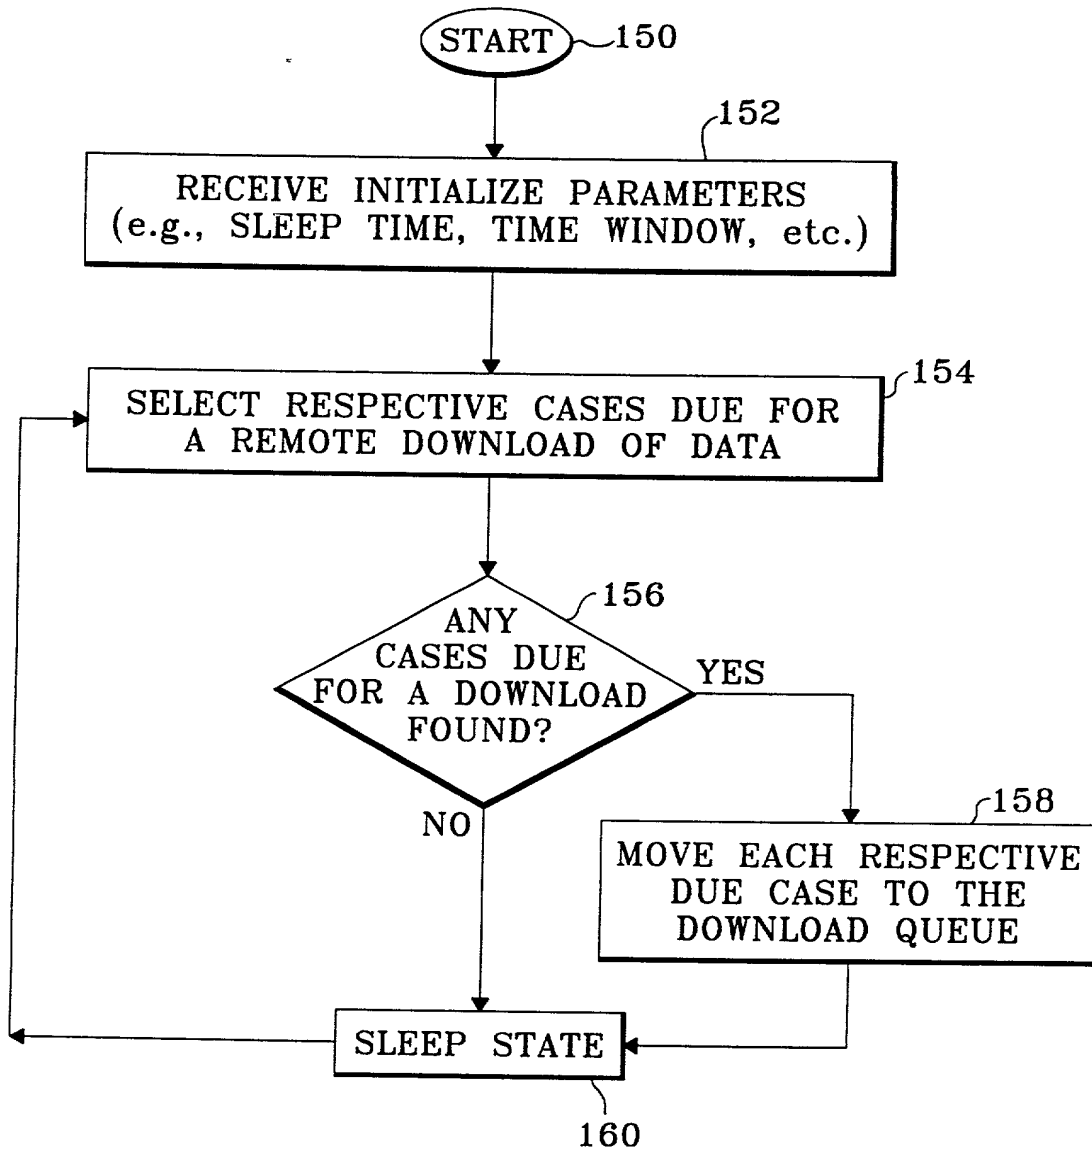 START
150
152
RECEIVE INITIALIZE PARAMETERS
(e.g., SLEEP TIME, TIME WINDOW, etc.)
154
SELECT RESPECTIVE CASES DUE FOR
A REMOTE DOWNLOAD OF DATA
156
ANY
CASES DUE
FOR A DOWNLOAD
FOUND?
YES
NO
158
MOVE EACH RESPECTIVE
DUE CASE TO THE
DOWNLOAD QUEUE
SLEEP STATE
160